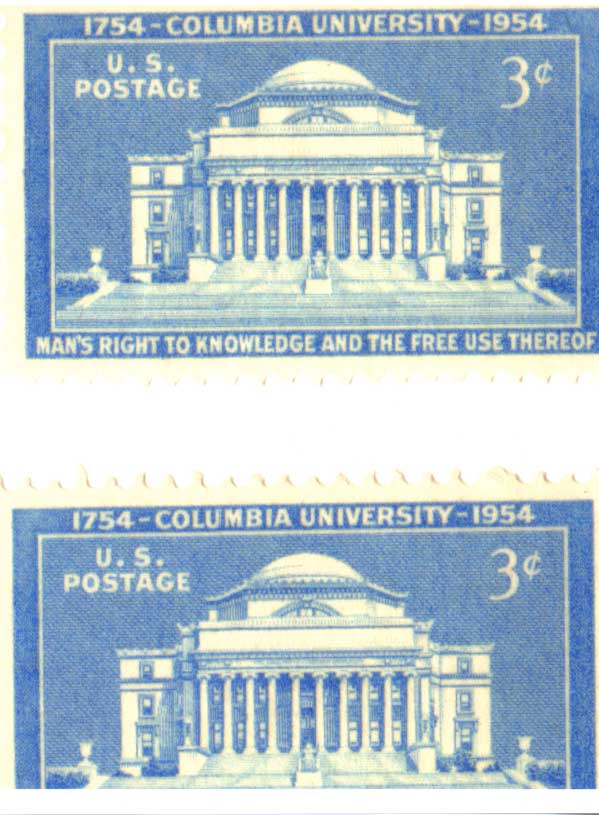 1754-COLUMBIA UNIVERSITY-1954
U. S.
POSTAGE
3¢
MAN'S RIGHT TO KNOWLEDGE AND THE FREE USE THEREOF
1754-COLUMBIA UNIVERSITY-1954
U. S.
POSTAGE
3¢